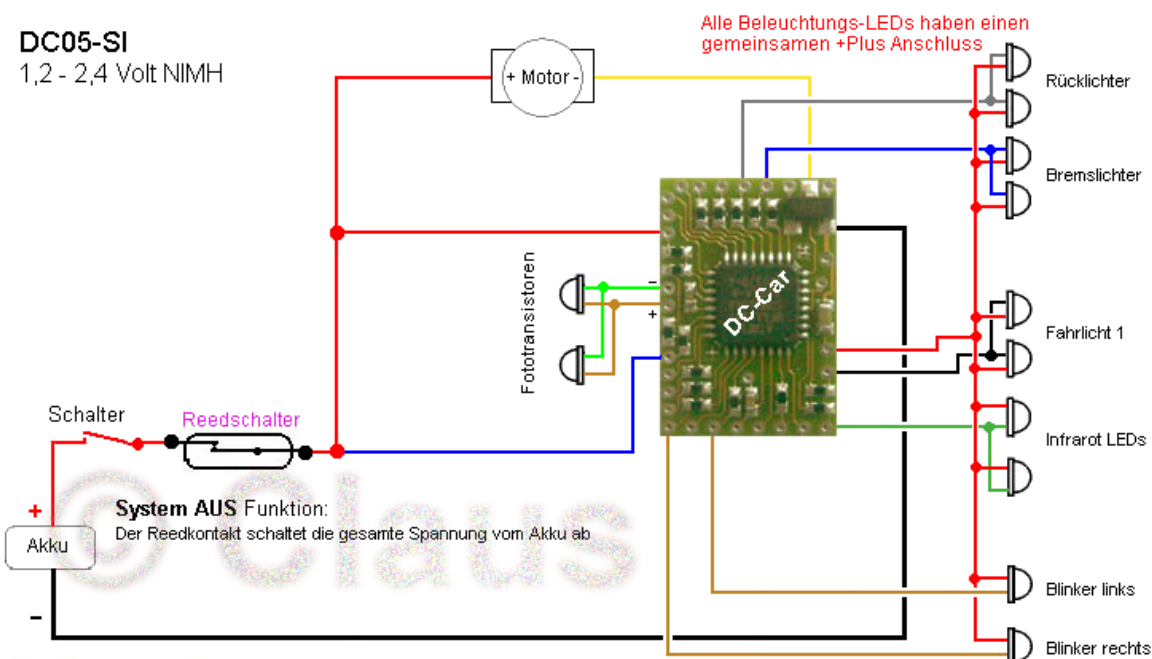 DC05-SI
1,2 - 2,4 Volt NIMH
Alle Beleuchtungs-LEDs haben einen
gemeinsamen +Plus Anschluss
+ Motor -
Rücklichter
Bremslichter
Fototransistoren
-
+
DC-Car
Fahrlicht 1
Schalter
Reedschalter
Infrarot LEDs
+
Akku
-
System AUS Funktion:
Der Reedkontakt schaltet die gesamte Spannung vom Akku ab
© Claus
Blinker links
Blinker rechts